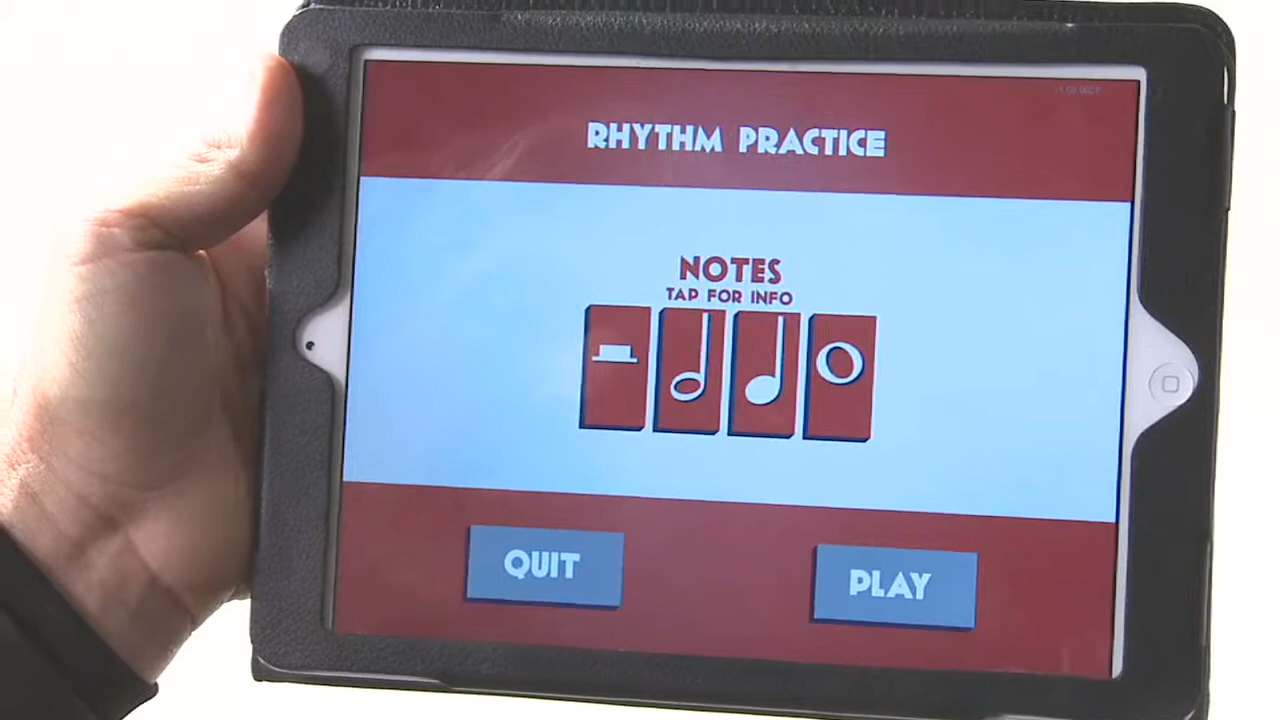 RHYTHM PRACTICE
NOTES
TAP FOR INFO
QUIT
PLAY